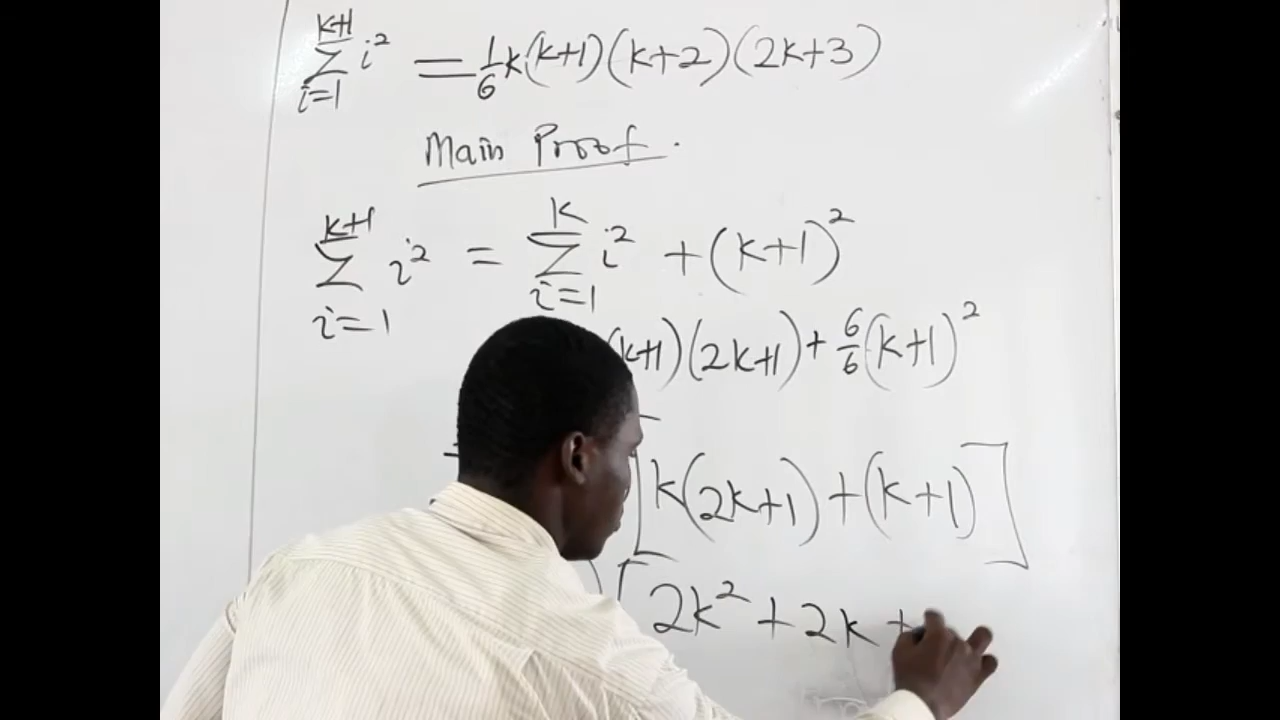 ∑_{i=1}^{k+1} i² = 1/6 k(k+1)(k+2)(2k+3)
Main Proof.
∑_{i=1}^{k+1} i² = ∑_{i=1}^{k} i² + (k+1)²
(k+1)(2k+1) + 6/6 (k+1)²
[k(2k+1) + (k+1)]
[2k² + 2k +